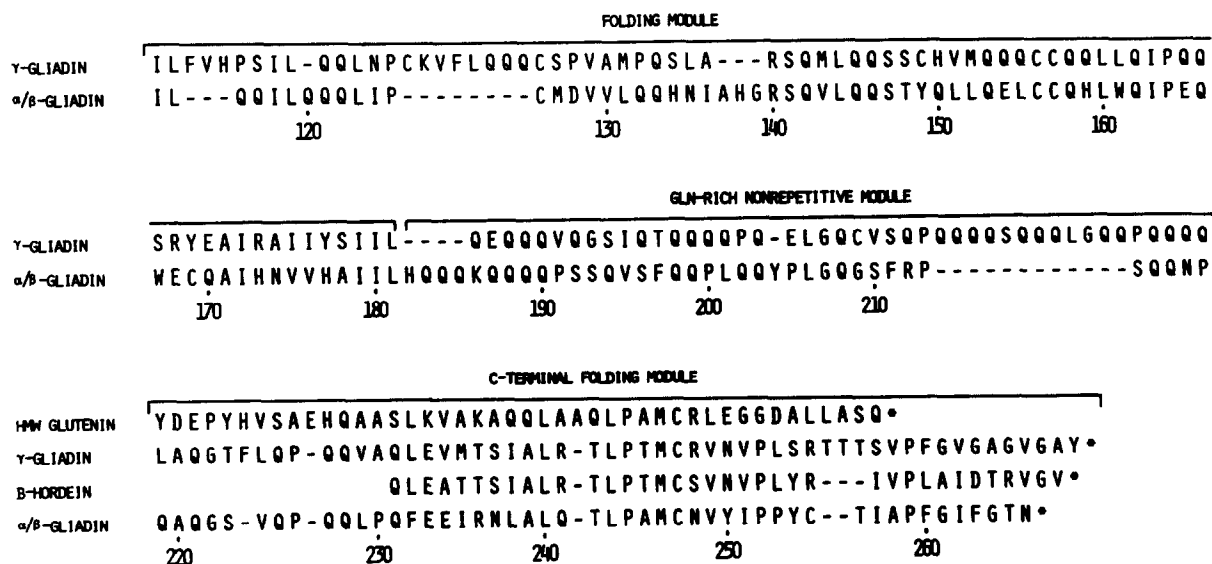 FOLDING MODULE
γ-GLIADIN ILFVHPSIL-QQLNPCKVFLQQQCSPVAMPQSLA---RSQMLQQSSCHVMQQQCCQQLLQIPQQ
α/β-GLIADIN IL---QQILQQQLIP--------CMDVVLQQHNIAHGRSQVLQQSTYQLLQELCCQHLWQIPEQ
120 130 140 150 160
GLN-RICH NONREPETITIVE MODULE
γ-GLIADIN SRYEAIRAIIYSIIL----QEQQQVQGSIQTQQQQPQ-ELGQCVSQPQQQQSQQQLGQQPQQQQ
α/β-GLIADIN WECQAIHNVVHAIILHQQQKQQQQPSSQVSFQQPLQQYPLGQGSFRP------------SQQNP
170 180 190 200 210
C-TERMINAL FOLDING MODULE
HMW GLUTENIN YDEPYHVSAEHQAASLKVAKAQQLAAQLPAMCRLEGGDALLASQ*
γ-GLIADIN LAQGTFLQP-QQVAQLEVMTSIALR-TLPTMCRVNVPLSRTTTSVPFGVGAGVGAY*
B-HORDEIN QLEATTSIALR-TLPTMCSVNVPLYR---IVPLAIDTRVGV*
α/β-GLIADIN QAQGS-VQP-QQLPQFEEIRNLALQ-TLPAMCNVYIPPYC--TIAPFGIFGTN*
220 230 240 250 260